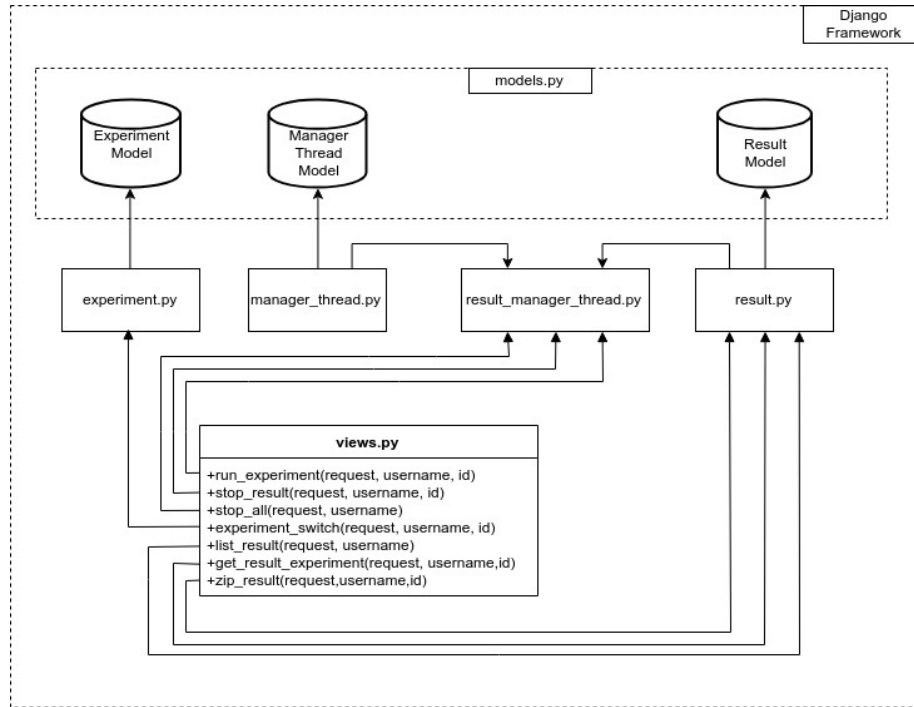 Django
Framework
models.py
Experiment
Model
Manager
Thread
Model
Result
Model
experiment.py
manager_thread.py
result_manager_thread.py
result.py
views.py
+run_experiment(request, username, id)
+stop_result(request, username, id)
+stop_all(request, username)
+experiment_switch(request, username, id)
+list_result(request, username)
+get_result_experiment(request, username,id)
+zip_result(request,username,id)